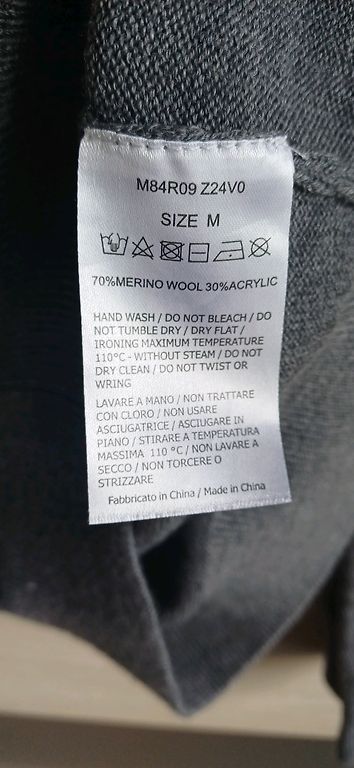 M84R09 Z24V0
SIZE M
70%MERINO WOOL 30%ACRYLIC
HAND WASH / DO NOT BLEACH / DO
NOT TUMBLE DRY / DRY FLAT /
IRONING MAXIMUM TEMPERATURE
110°C - WITHOUT STEAM / DO NOT
DRY CLEAN / DO NOT TWIST OR
WRING
LAVARE A MANO / NON TRATTARE
CON CLORO / NON USARE
ASCIUGATRICE / ASCIUGARE IN
PIANO / STIRARE A TEMPERATURA
MASSIMA 110 °C / NON LAVARE A
SECCO / NON TORCERE O
STRIZZARE
Fabbricato in China / Made in China